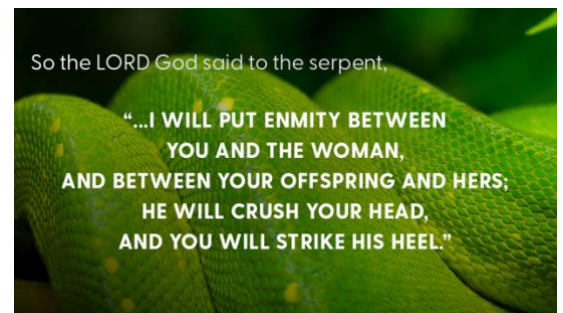 So the LORD God said to the serpent,
“...I WILL PUT ENMITY BETWEEN
YOU AND THE WOMAN,
AND BETWEEN YOUR OFFSPRING AND HERS;
HE WILL CRUSH YOUR HEAD,
AND YOU WILL STRIKE HIS HEEL.”